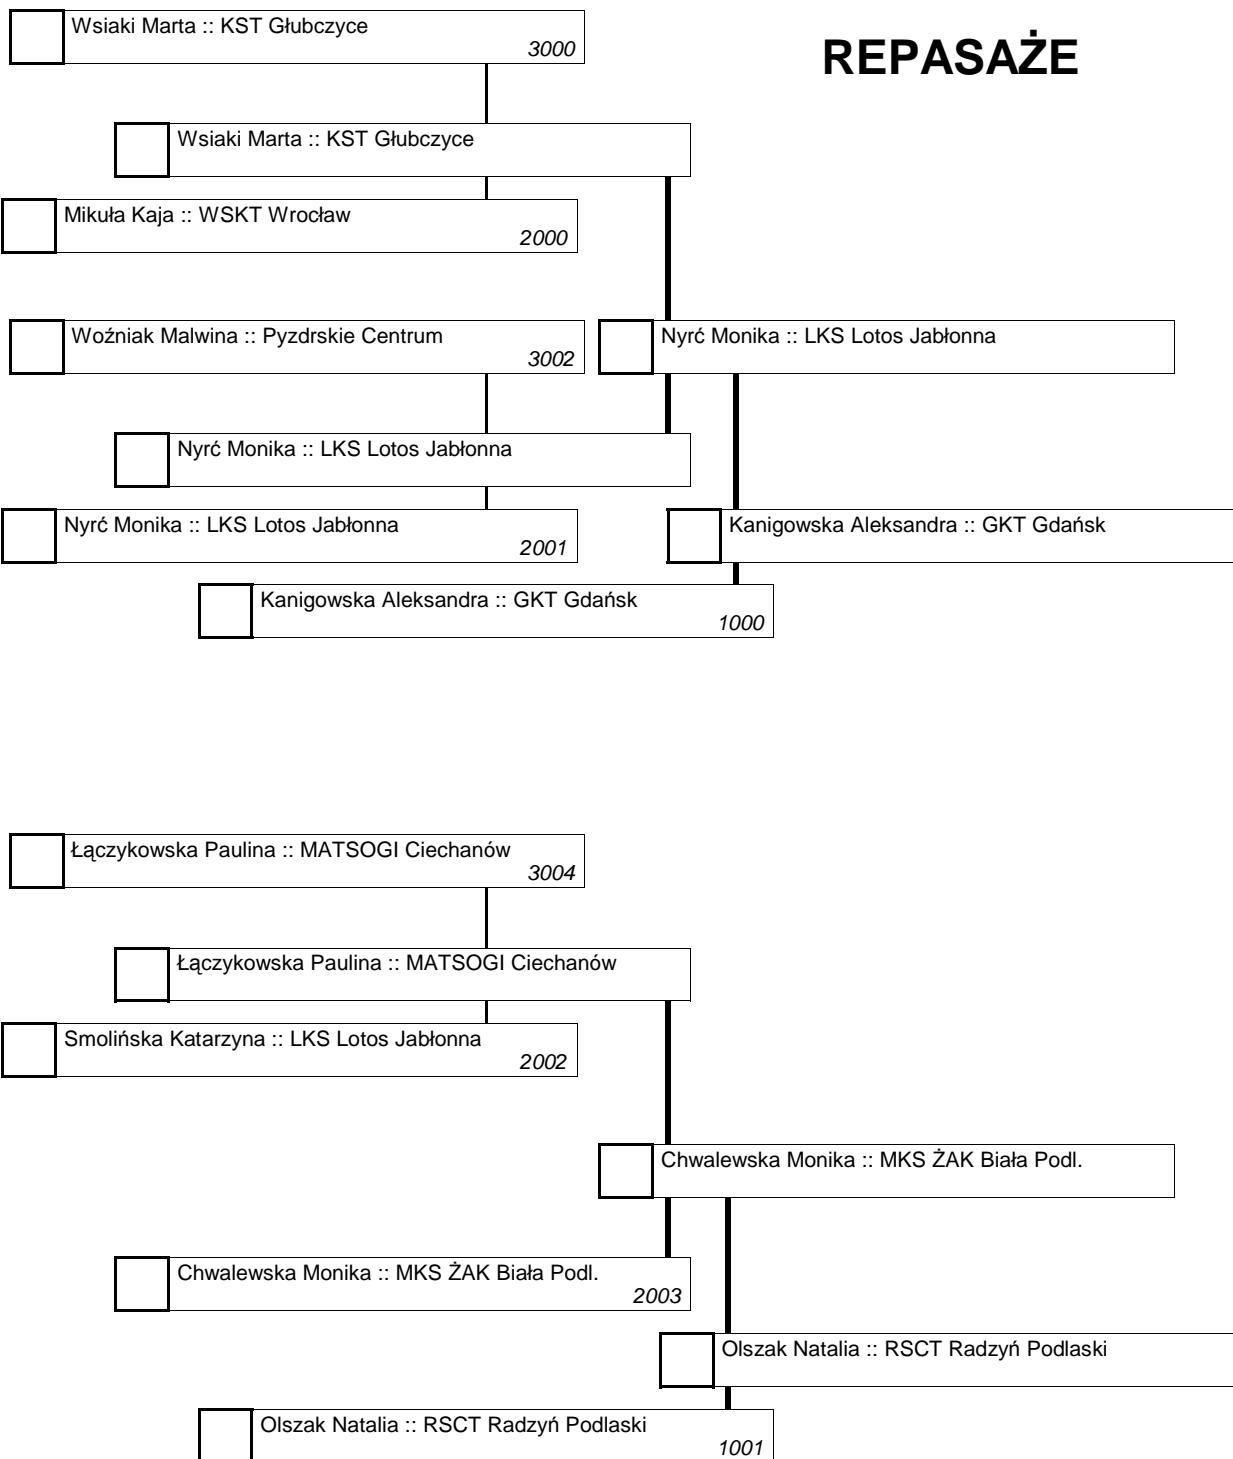 Wsiaki Marta :: KST Głubczyce
3000
REPASAŻE
Wsiaki Marta :: KST Głubczyce
Mikuła Kaja :: WSKT Wrocław
2000
Woźniak Malwina :: Pyzdrskie Centrum
3002
Nyrć Monika :: LKS Lotos Jabłonna
Nyrć Monika :: LKS Lotos Jabłonna
Nyrć Monika :: LKS Lotos Jabłonna
2001
Kanigowska Aleksandra :: GKT Gdańsk
Kanigowska Aleksandra :: GKT Gdańsk
1000
Łączykowska Paulina :: MATSOGI Ciechanów
3004
Łączykowska Paulina :: MATSOGI Ciechanów
Smolińska Katarzyna :: LKS Lotos Jabłonna
2002
Chwalewska Monika :: MKS ŻAK Biała Podl.
Chwalewska Monika :: MKS ŻAK Biała Podl.
2003
Olszak Natalia :: RSCT Radzyń Podlaski
Olszak Natalia :: RSCT Radzyń Podlaski
1001